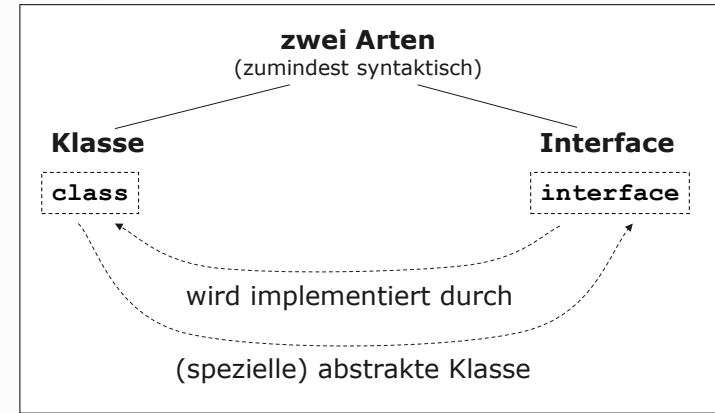 zwei Arten
(zumindest syntaktisch)
Klasse
Interface
class
interface
wird implementiert durch
(spezielle) abstrakte Klasse